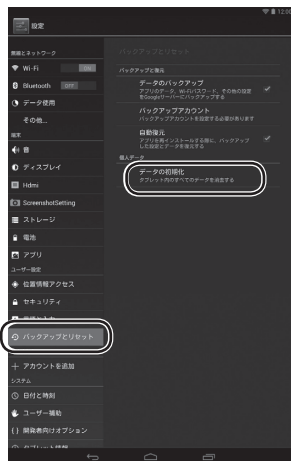 12:00
設定
無線とネットワーク
Wi-Fi ON
Bluetooth OFF
データ使用
その他...
端末
音
ディスプレイ
Hdmi
ScreenshotSetting
ストレージ
電池
アプリ
ユーザー設定
位置情報アクセス
セキュリティ
バックアップとリセット
アカウントを追加
システム
日付と時刻
ユーザー補助
開発者向けオプション
タブレット情報
バックアップとリセット
バックアップと復元
データのバックアップ
アプリのデータ、Wi-Fiパスワード、その他の設定
をGoogleサーバーにバックアップする
バックアップアカウント
バックアップアカウントを設定する必要があります
自動復元
アプリを再インストールする際に、バックアップ
した設定とデータを復元する
個人データ
データの初期化
タブレット内のすべてのデータを消去する